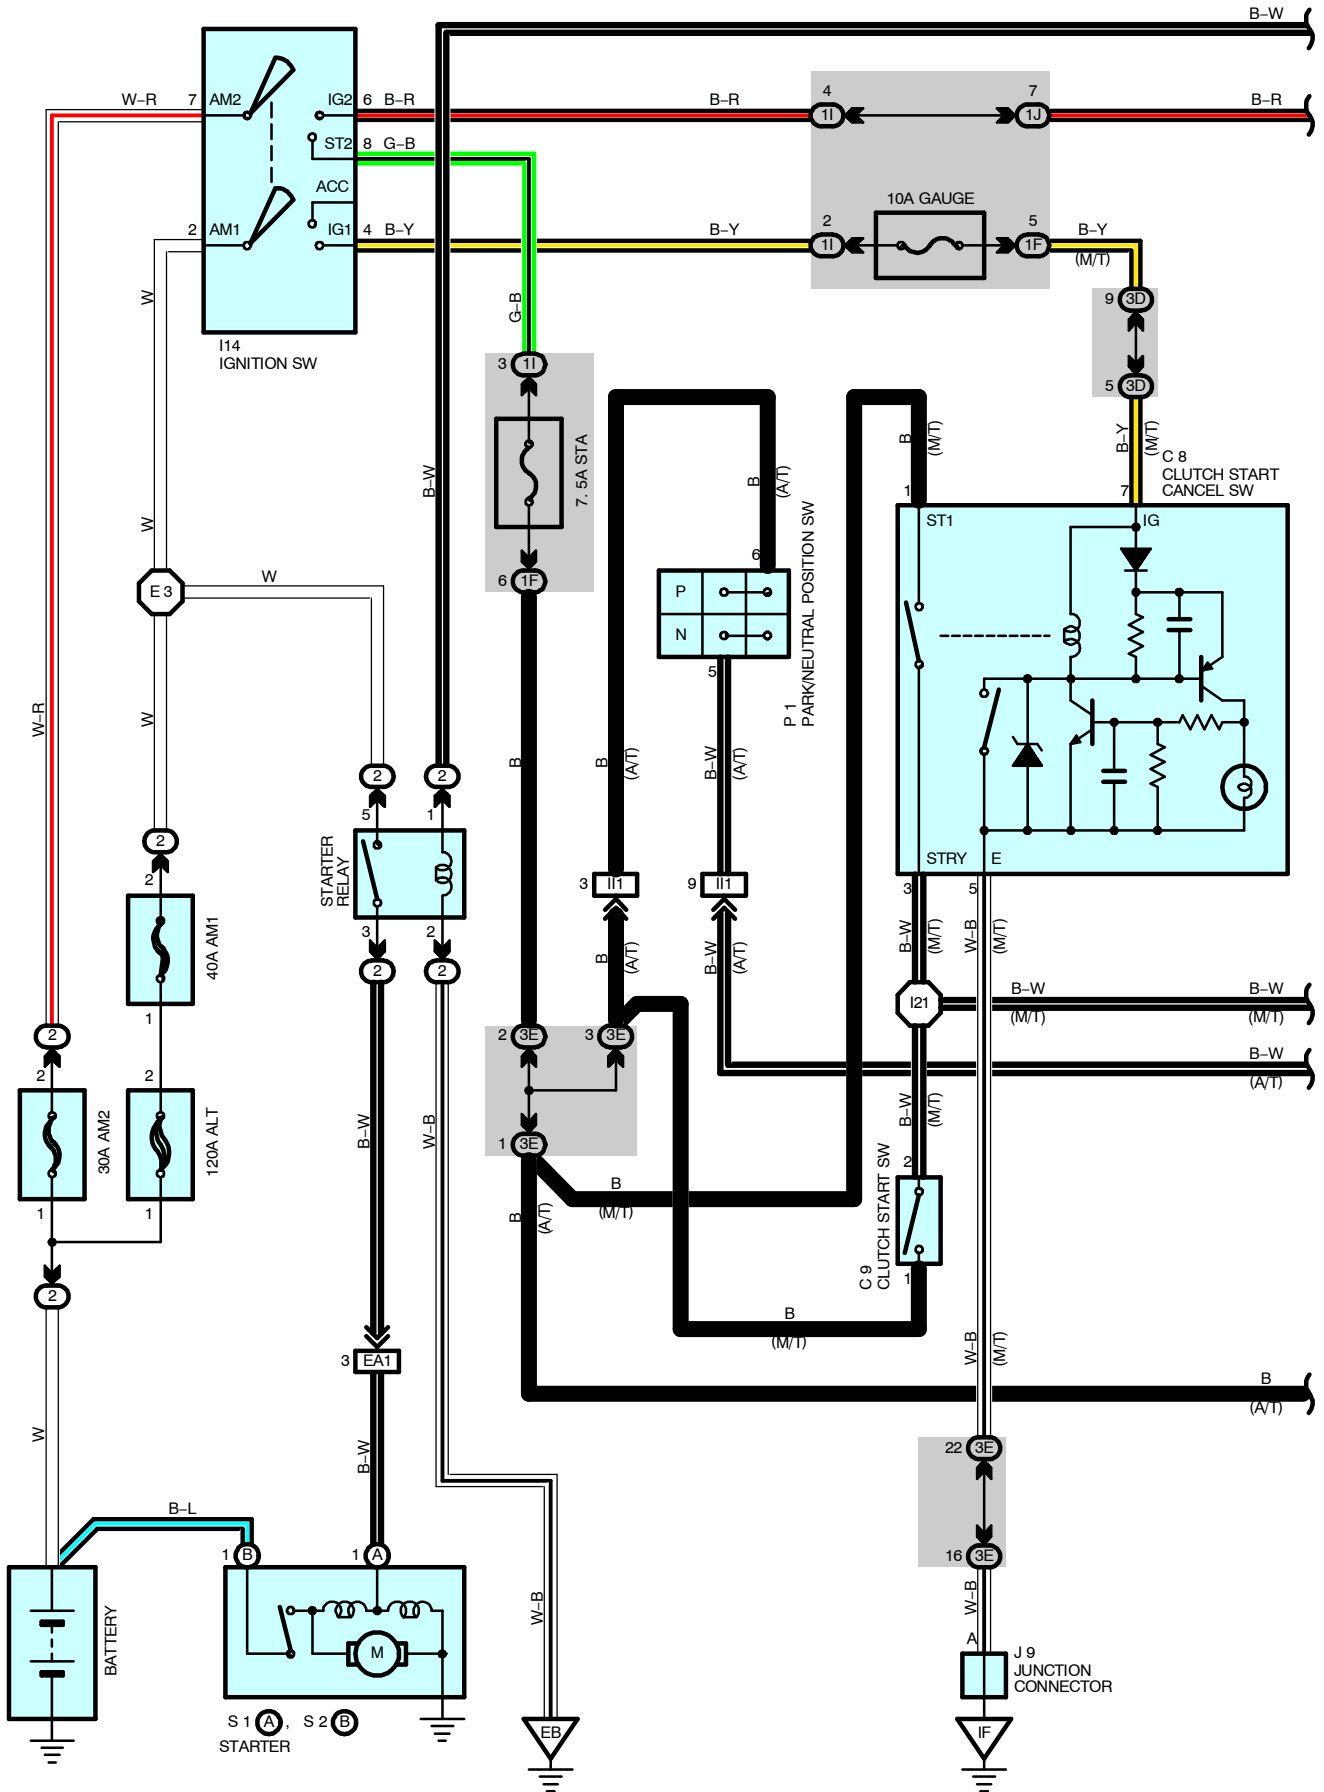 B–W
W–R
7
AM2
IG2
6
B–R
B–R
4
1I
7
1J
B–R
ST2
8
G–B
ACC
2
AM1
IG1
4
B–Y
B–Y
2
1I
10A GAUGE
5
1F
B–Y
(M/T)
W
G–B
9
3D
I14
IGNITION SW
3
1I
5
3D
B
(M/T)
B–Y
(M/T)
C 8
CLUTCH START
CANCEL SW
B–W
7. 5A STA
B
(A/T)
1
7
ST1
IG
W
6
1F
6
P
N
5
P 1
PARK/NEUTRAL POSITION SW
E 3
W
W–R
W
B
B
(A/T)
B–W
(A/T)
2
2
5
1
STARTER
RELAY
3
2
2
2
2
2
40A AM1
1
3
II1
9
II1
STRY
E
3
5
B
(A/T)
B–W
(A/T)
B–W
(M/T)
W–B
(M/T)
I21
B–W
(M/T)
B–W
(M/T)
2
2
30A AM2
1
2
120A ALT
1
2
3E
3
3E
1
3E
B–W
(A/T)
B–W
W–B
B–W
(M/T)
2
C 9
CLUTCH START SW
1
B
(M/T)
B
(A/T)
2
B
(M/T)
W–B
(M/T)
3
EA1
B
(A/T)
W
B–W
22
3E
16
3E
B–L
1
B
1
A
BATTERY
M
W–B
W–B
A
J 9
JUNCTION
CONNECTOR
S 1 A , S 2 B
STARTER
EB
IF